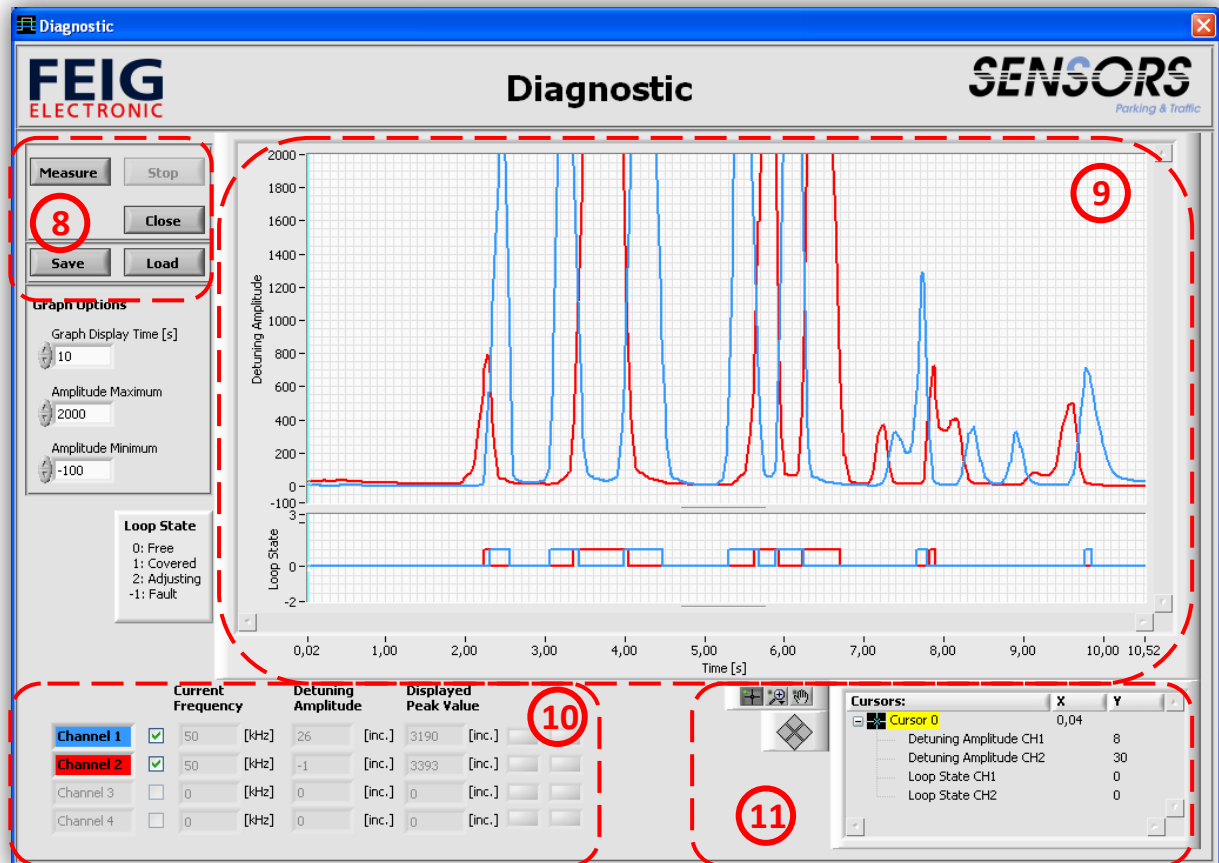 Diagnostic
FEIG
ELECTRONIC
Diagnostic
SENSORS
Parking & Traffic
Measure Stop
8
Close
Save Load
Graph Options
Graph Display Time [s]
10
Amplitude Maximum
2000
Amplitude Minimum
-100
Loop State
0: Free
1: Covered
2: Adjusting
-1: Fault
9
Detuning Amplitude
2000
1800
1600
1400
1200
1000
800
600
400
200
0
-100
Loop State
3
0
-2
0,02 1,00 2,00 3,00 4,00 5,00 6,00 7,00 8,00 9,00 10,00 10,52
Time [s]
Current Frequency Detuning Amplitude Displayed Peak Value
10
Channel 1 50 [kHz] 26 [inc.] 3190 [inc.]
Channel 2 50 [kHz] -1 [inc.] 3393 [inc.]
Channel 3 0 [kHz] 0 [inc.] 0 [inc.]
Channel 4 0 [kHz] 0 [inc.] 0 [inc.]
11
Cursors: X Y
Cursor 0 0,04
Detuning Amplitude CH1 8
Detuning Amplitude CH2 30
Loop State CH1 0
Loop State CH2 0